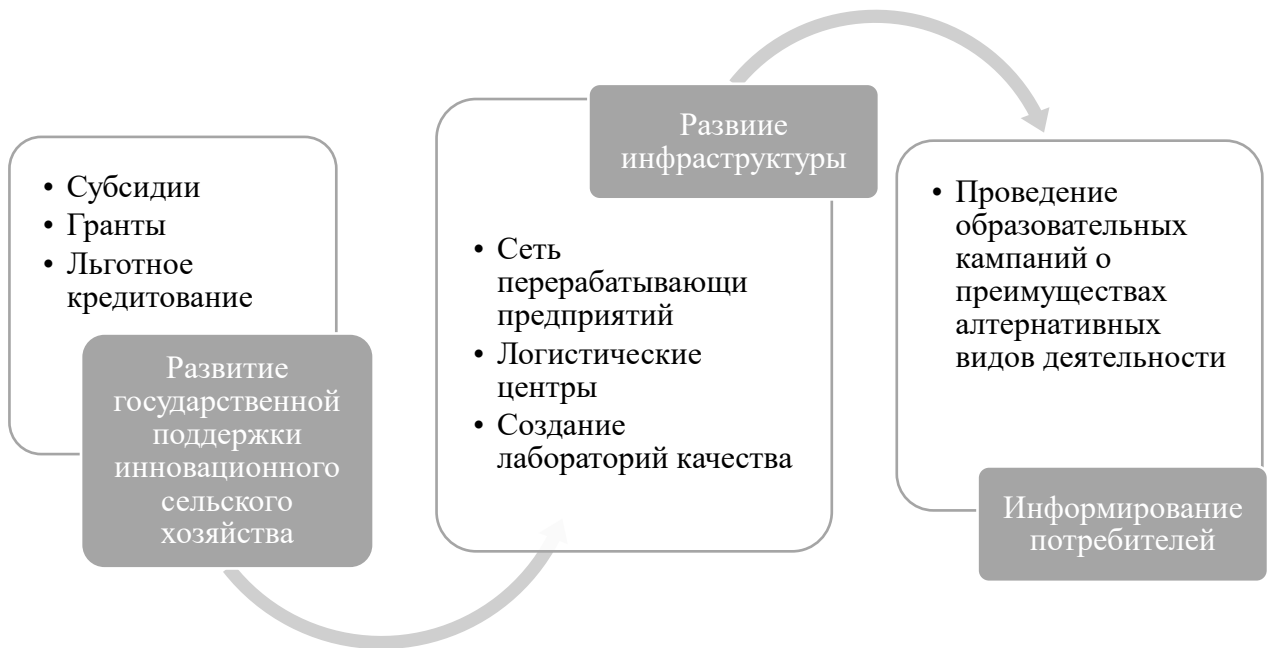 • Субсидии
• Гранты
• Льготное
кредитование
Развитие
государственной
поддержки
инновационного
сельского
хозяйства
Развиие
инфраструктуры
• Сеть
перерабатывающи
предприятий
• Логистические
центры
• Создание
лабораторий качества
• Проведение
образовательных
кампаний о
преимуществах
алтернативных
видов деятельности
Информирование
потребителей